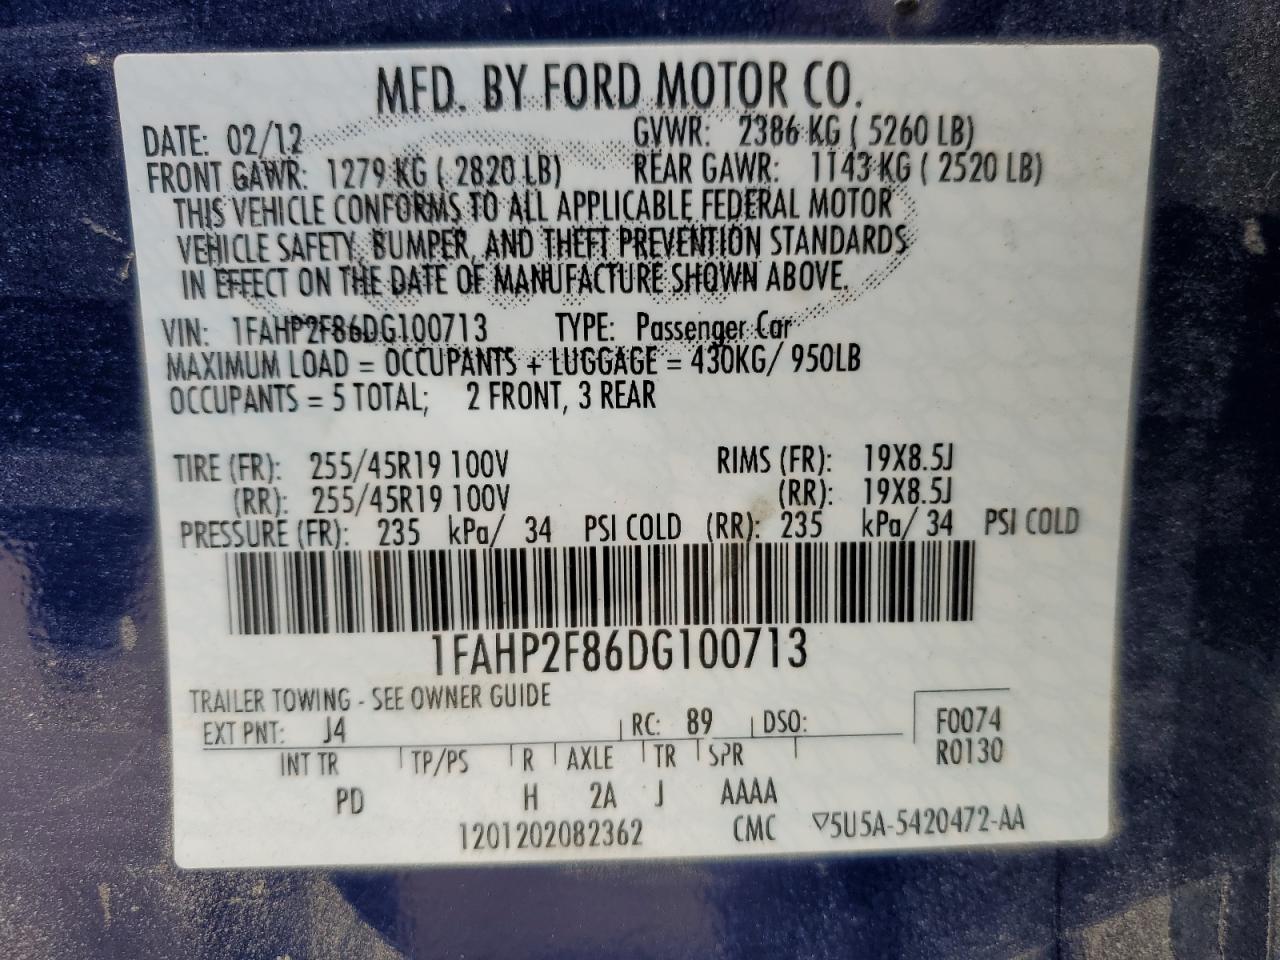 MFD. BY FORD MOTOR CO.
DATE: 02/12 GVWR: 2386 KG ( 5260 LB)
FRONT GAWR: 1279 KG ( 2820 LB) REAR GAWR: 1143 KG ( 2520 LB)
THIS VEHICLE CONFORMS TO ALL APPLICABLE FEDERAL MOTOR
VEHICLE SAFETY, BUMPER, AND THEFT PREVENTION STANDARDS
IN EFFECT ON THE DATE OF MANUFACTURE SHOWN ABOVE.
VIN: 1FAHP2F86DG100713 TYPE: Passenger Car
MAXIMUM LOAD = OCCUPANTS + LUGGAGE = 430KG/ 950LB
OCCUPANTS = 5 TOTAL; 2 FRONT, 3 REAR
TIRE (FR): 255/45R19 100V RIMS (FR): 19X8.5J
(RR): 255/45R19 100V (RR): 19X8.5J
PRESSURE (FR): 235 kPa/ 34 PSI COLD (RR): 235 kPa/ 34 PSI COLD
1FAHP2F86DG100713
TRAILER TOWING - SEE OWNER GUIDE
EXT PNT: J4 RC: 89 DSO: F0074
R0130
INT TR TP/PS R AXLE TR SPR
PD H 2A J AAAA
1201202082362 CMC ▽5U5A-5420472-AA